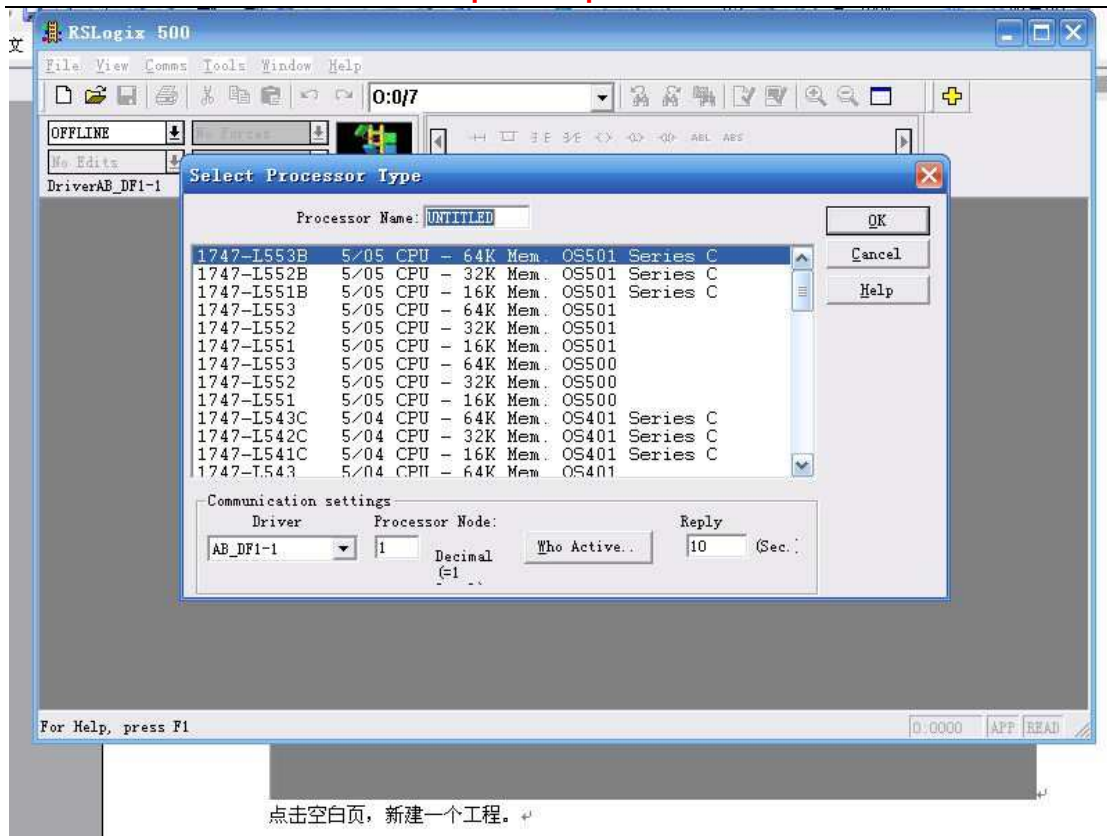 文
RSLogix 500
File View Comms Tools Window Help
O:0/7
OFFLINE
No Forces
No Edits
ABL ABS
DriverAB_DF1-1
Select Processor Type
Processor Name: UNTITLED
OK
Cancel
Help
1747-L553B 5/05 CPU - 64K Mem. OS501 Series C
1747-L552B 5/05 CPU - 32K Mem. OS501 Series C
1747-L551B 5/05 CPU - 16K Mem. OS501 Series C
1747-L553 5/05 CPU - 64K Mem. OS501
1747-L552 5/05 CPU - 32K Mem. OS501
1747-L551 5/05 CPU - 16K Mem. OS501
1747-L553 5/05 CPU - 64K Mem. OS500
1747-L552 5/05 CPU - 32K Mem. OS500
1747-L551 5/05 CPU - 16K Mem. OS500
1747-L543C 5/04 CPU - 64K Mem. OS401 Series C
1747-L542C 5/04 CPU - 32K Mem. OS401 Series C
1747-L541C 5/04 CPU - 16K Mem. OS401 Series C
1747-L543 5/04 CPU - 64K Mem. OS401
Communication settings
Driver Processor Node: Reply
AB_DF1-1 1 Who Active.. 10 (Sec.
Decimal
(=1
For Help, press F1
0:0000 APP READ
点击空白页，新建一个工程。